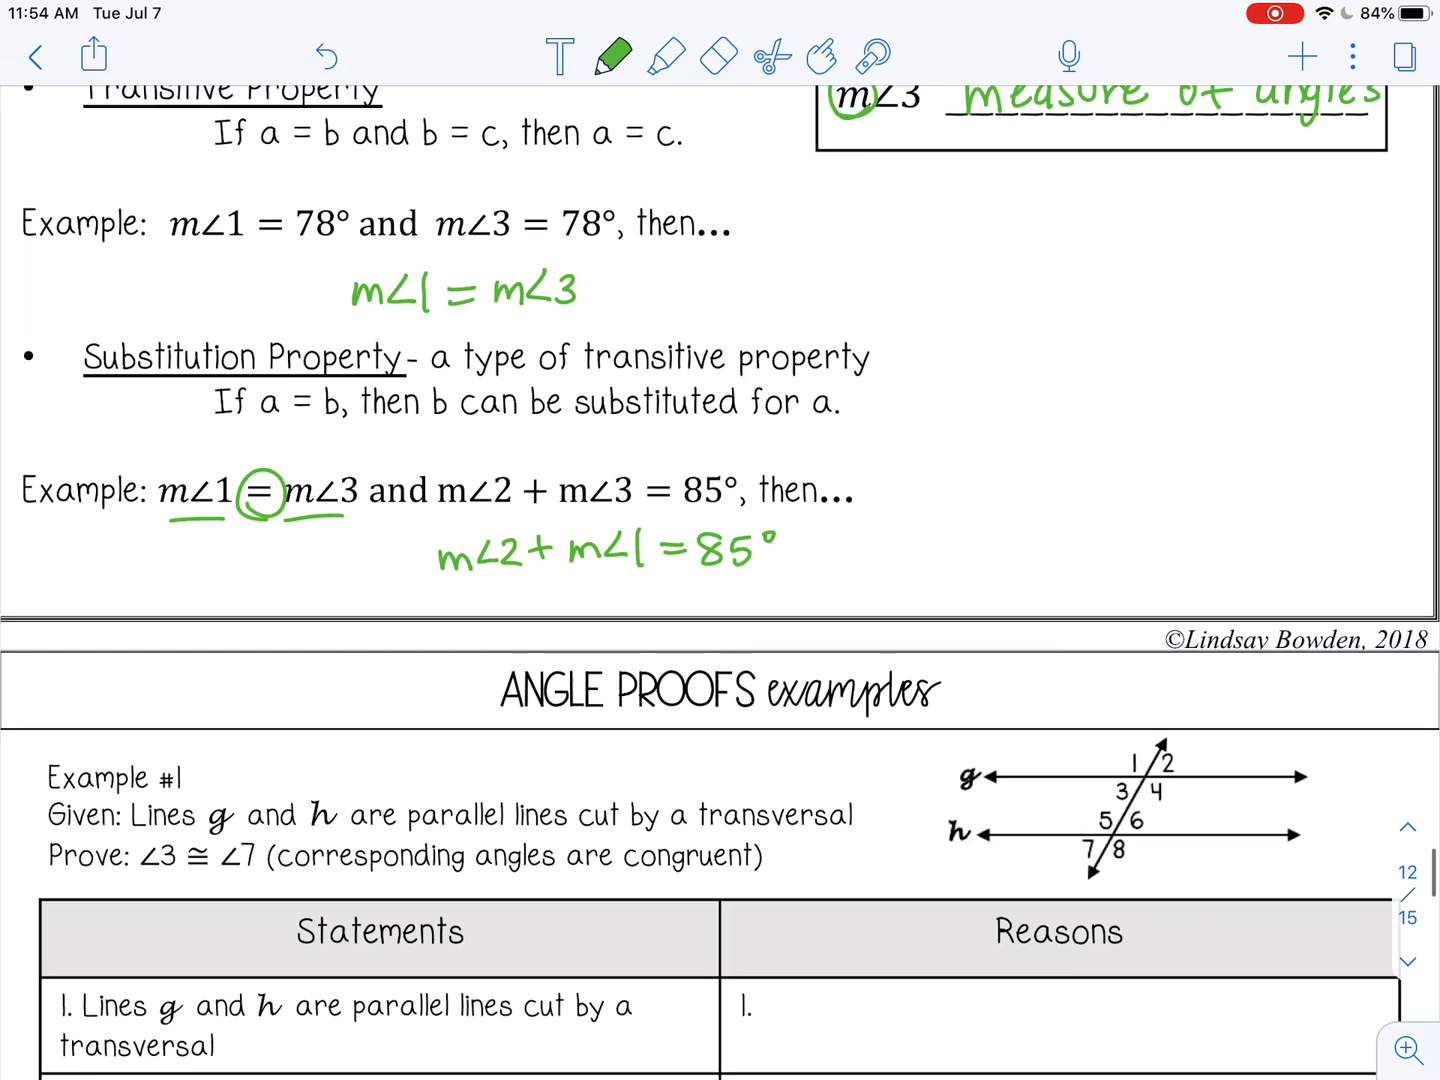 11:54 AM Tue Jul 7
84%
Transitive Property
m∠3 measure of angles
If a = b and b = c, then a = c.
Example: m∠1 = 78° and m∠3 = 78°, then...
m∠1 = m∠3
• Substitution Property - a type of transitive property
If a = b, then b can be substituted for a.
Example: m∠1 = m∠3 and m∠2 + m∠3 = 85°, then...
m∠2 + m∠1 = 85°
©Lindsay Bowden, 2018
ANGLE PROOFS examples
Example #1
Given: Lines g and h are parallel lines cut by a transversal
Prove: ∠3 ≅ ∠7 (corresponding angles are congruent)
g 1 2
3 4
h 5 6
7 8
12
/
15
Statements Reasons
1. Lines g and h are parallel lines cut by a 1.
transversal